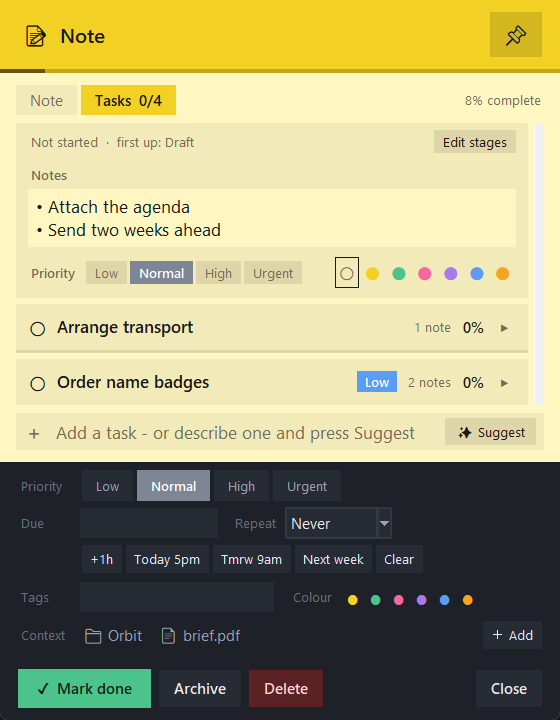 Note
Note Tasks 0/4 8% complete
Not started · first up: Draft Edit stages
Notes
• Attach the agenda
• Send two weeks ahead
Priority Low Normal High Urgent
Arrange transport 1 note 0%
Order name badges Low 2 notes 0%
+ Add a task - or describe one and press Suggest Suggest
Priority Low Normal High Urgent
Due Repeat Never
+1h Today 5pm Tmrw 9am Next week Clear
Tags Colour
Context Orbit brief.pdf + Add
✓ Mark done Archive Delete Close